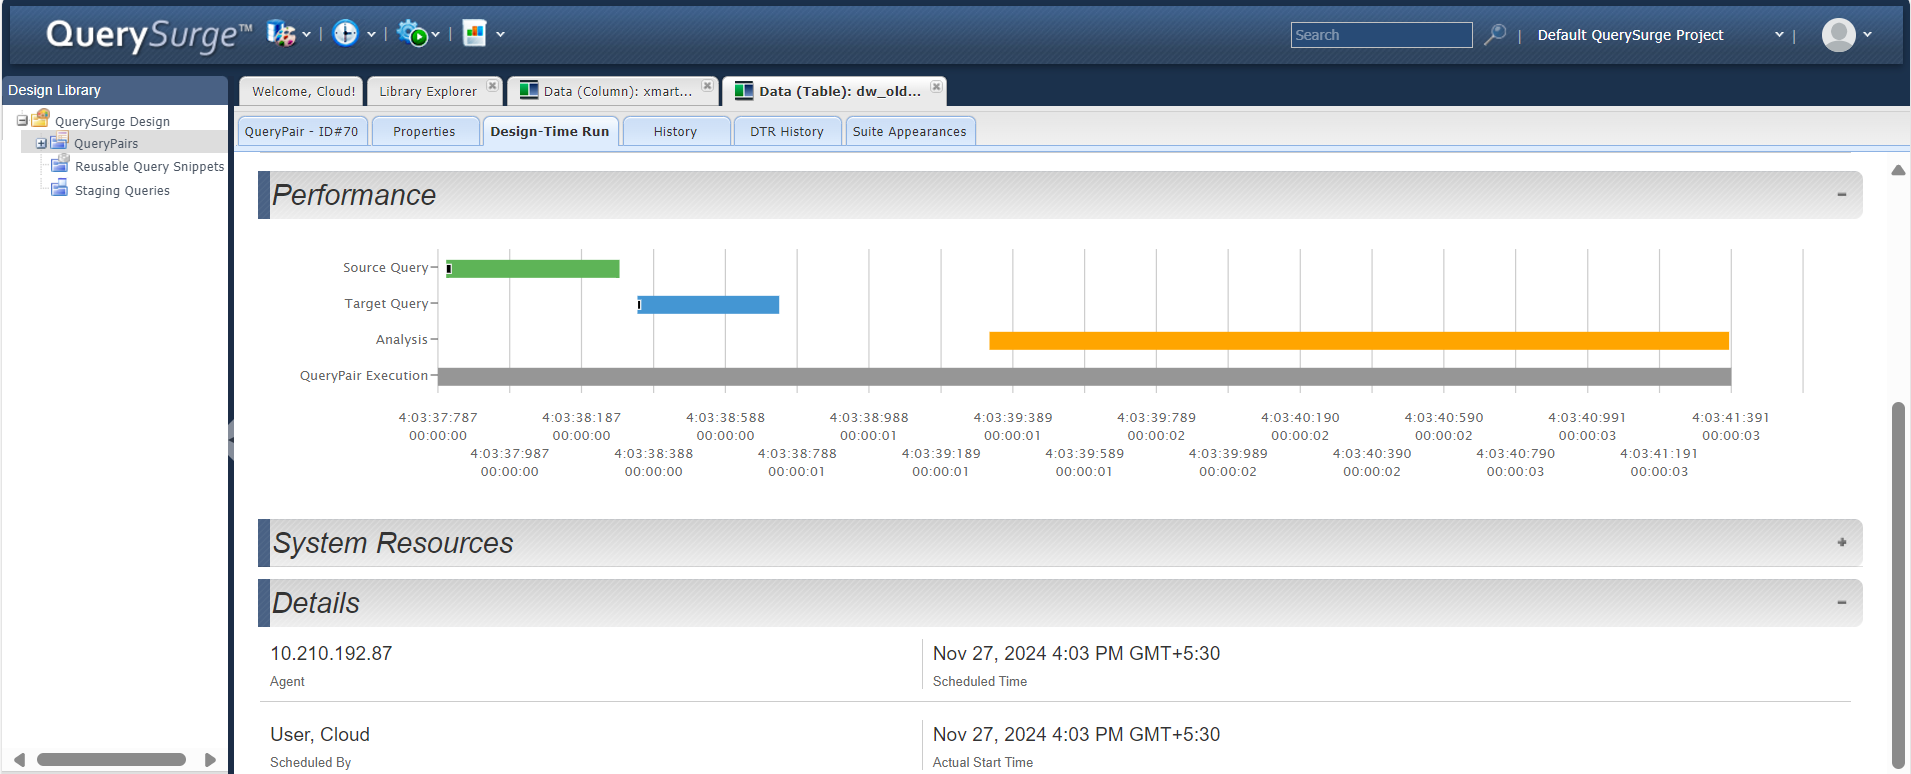 QuerySurge™
Search
Default QuerySurge Project
Design Library
QuerySurge Design
QueryPairs
Reusable Query Snippets
Staging Queries
Welcome, Cloud!
Library Explorer
Data (Column): xmart...
Data (Table): dw_old...
QueryPair - ID#70
Properties
Design-Time Run
History
DTR History
Suite Appearances
Performance
Source Query
Target Query
Analysis
QueryPair Execution
4:03:37:787 4:03:38:187 4:03:38:588 4:03:38:988 4:03:39:389 4:03:39:789 4:03:40:190 4:03:40:590 4:03:40:991 4:03:41:391
00:00:00 00:00:00 00:00:00 00:00:01 00:00:01 00:00:02 00:00:02 00:00:02 00:00:03 00:00:03
4:03:37:987 4:03:38:388 4:03:38:788 4:03:39:189 4:03:39:589 4:03:39:989 4:03:40:390 4:03:40:790 4:03:41:191
00:00:00 00:00:00 00:00:01 00:00:01 00:00:01 00:00:02 00:00:02 00:00:03 00:00:03
System Resources
Details
10.210.192.87
Agent
Nov 27, 2024 4:03 PM GMT+5:30
Scheduled Time
User, Cloud
Scheduled By
Nov 27, 2024 4:03 PM GMT+5:30
Actual Start Time